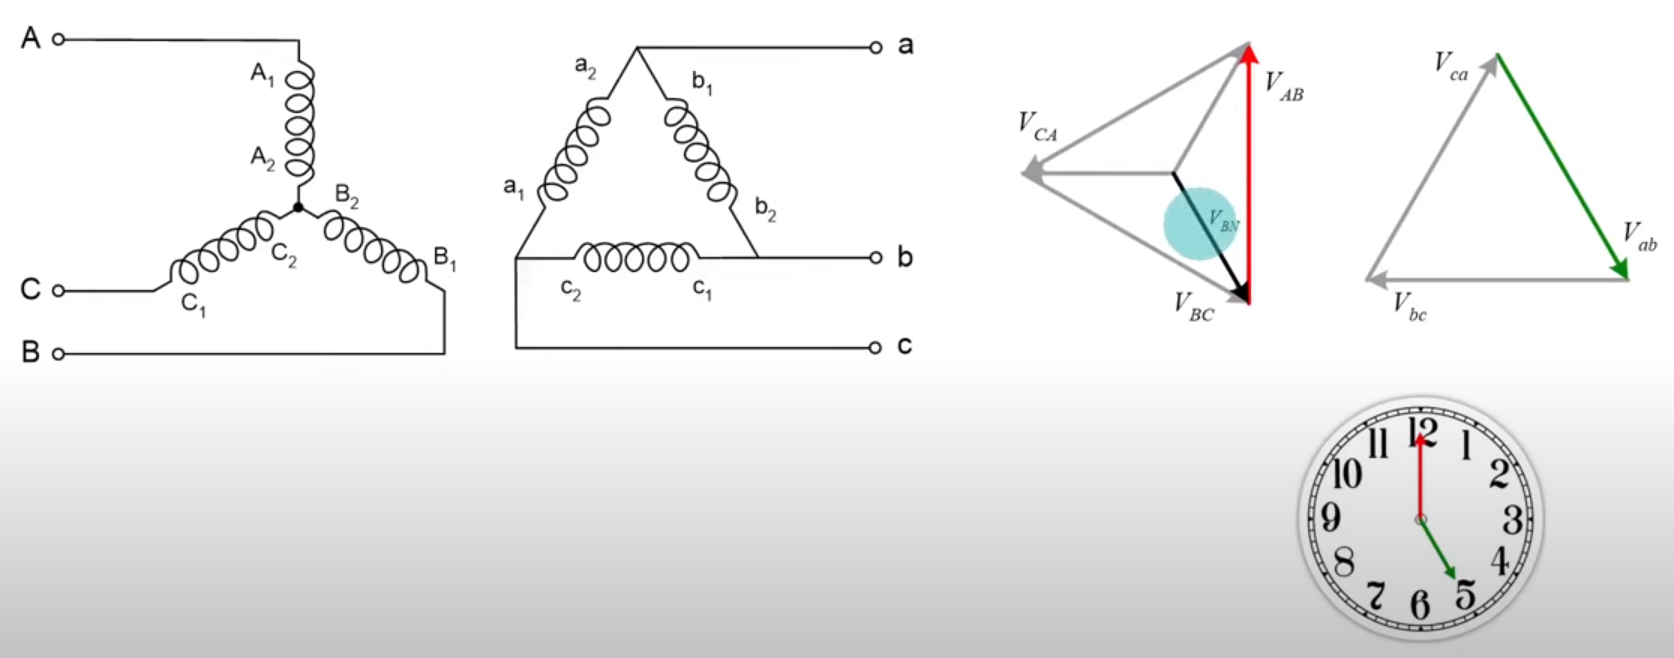 A
A1
A2
B2
C2
B1
C
C1
B
a
a2
b1
a1
b2
b
c2
c1
c
VAB
VCA
VBN
VBC
Vca
Vab
Vbc
12
1
2
3
4
5
6
7
8
9
10
11